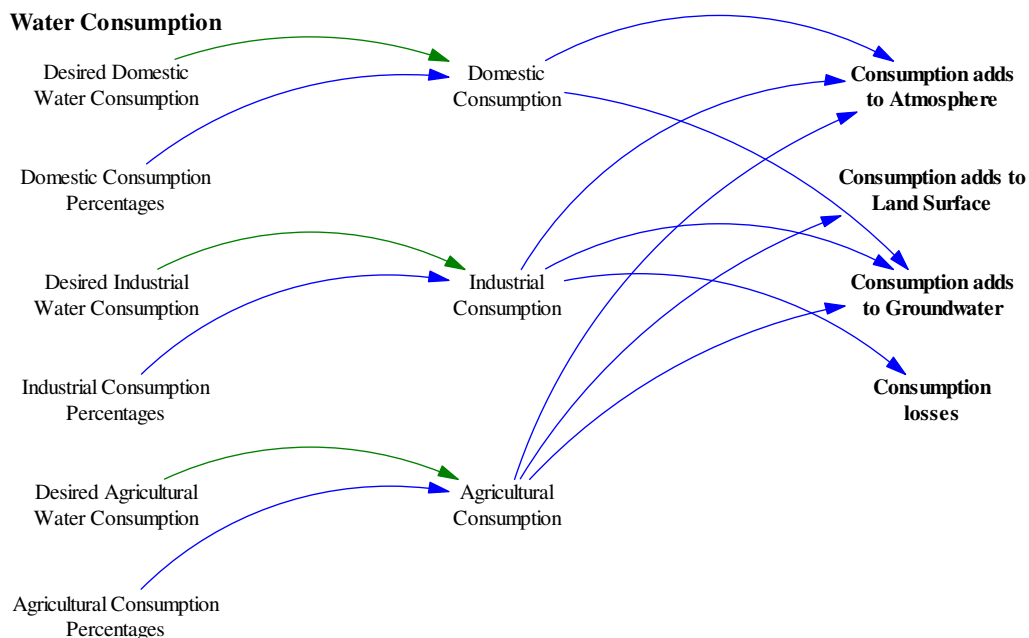 Water Consumption
Desired Domestic
Water Consumption
Domestic
Consumption
Consumption adds
to Atmosphere
Domestic Consumption
Percentages
Consumption adds to
Land Surface
Desired Industrial
Water Consumption
Industrial
Consumption
Consumption adds
to Groundwater
Industrial Consumption
Percentages
Consumption
losses
Desired Agricultural
Water Consumption
Agricultural
Consumption
Agricultural Consumption
Percentages